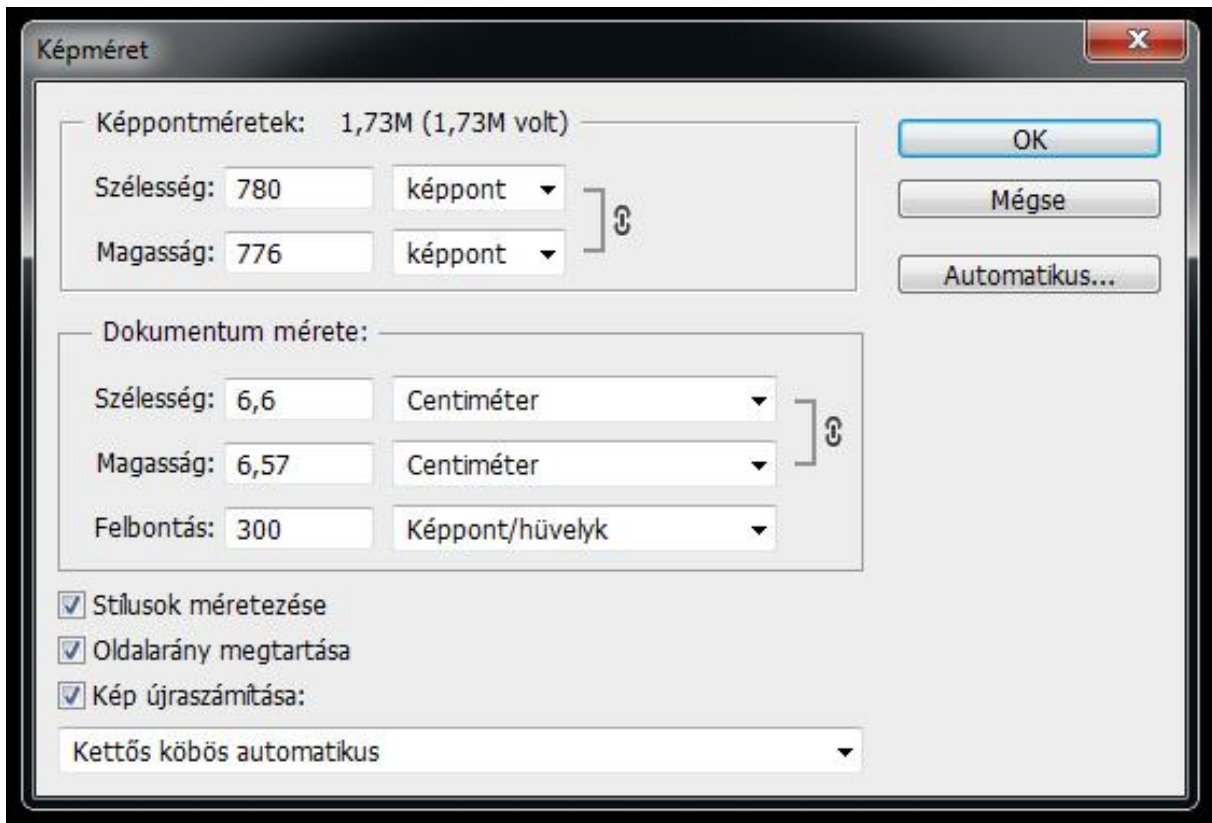 Képméret
Képpontméretek: 1,73M (1,73M volt)
Szélesség: 780 képpont
Magasság: 776 képpont
OK
Mégse
Automatikus...
Dokumentum mérete:
Szélesség: 6,6 Centiméter
Magasság: 6,57 Centiméter
Felbontás: 300 Képpont/hüvelyk
Stílusok méretezése
Oldalarány megtartása
Kép újraszámítása:
Kettős köbös automatikus